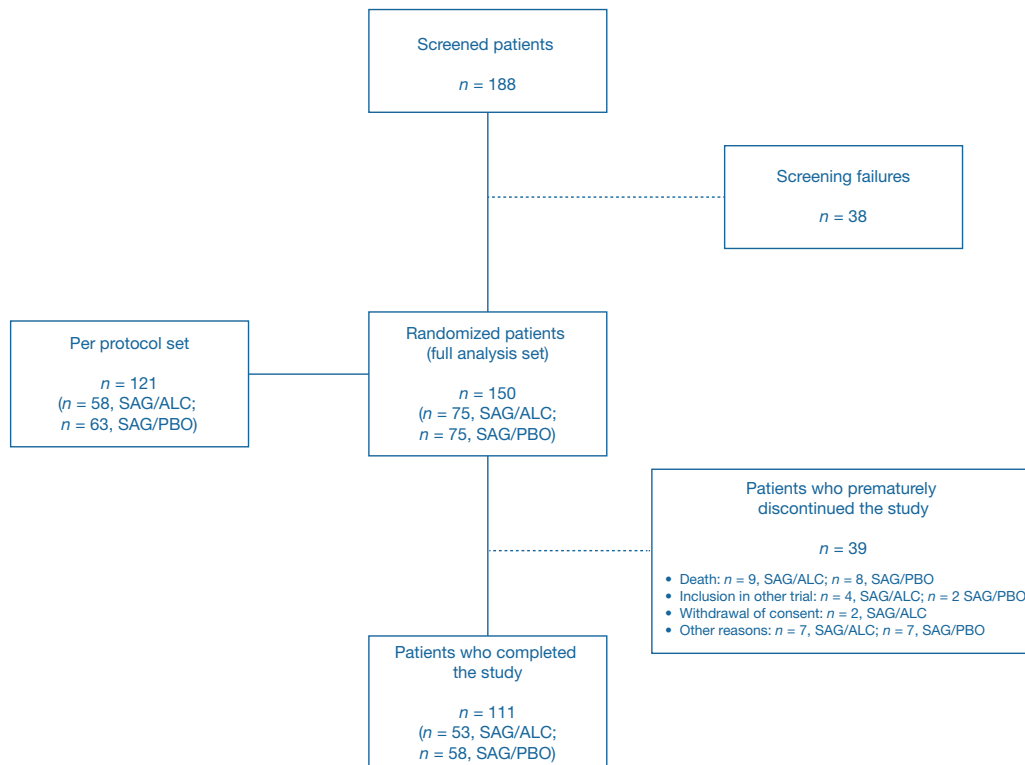 Screened patients
n = 188
Screening failures
n = 38
Per protocol set
n = 121
(n = 58, SAG/ALC;
n = 63, SAG/PBO)
Randomized patients
(full analysis set)
n = 150
(n = 75, SAG/ALC;
n = 75, SAG/PBO)
Patients who prematurely
discontinued the study
n = 39
• Death: n = 9, SAG/ALC; n = 8, SAG/PBO
• Inclusion in other trial: n = 4, SAG/ALC; n = 2 SAG/PBO
• Withdrawal of consent: n = 2, SAG/ALC
• Other reasons: n = 7, SAG/ALC; n = 7, SAG/PBO
Patients who completed
the study
n = 111
(n = 53, SAG/ALC;
n = 58, SAG/PBO)